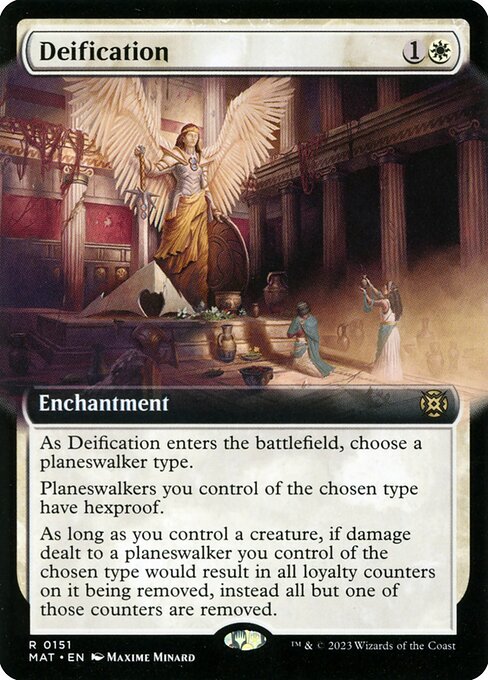 Deification 1
Enchantment
As Deification enters the battlefield, choose a
planeswalker type.
Planeswalkers you control of the chosen type
have hexproof.
As long as you control a creature, if damage
dealt to a planeswalker you control of the
chosen type would result in all loyalty counters
on it being removed, instead all but one of
those counters are removed.
R 0151
MAT • EN MAXIME MINARD
™ & © 2023 Wizards of the Coast